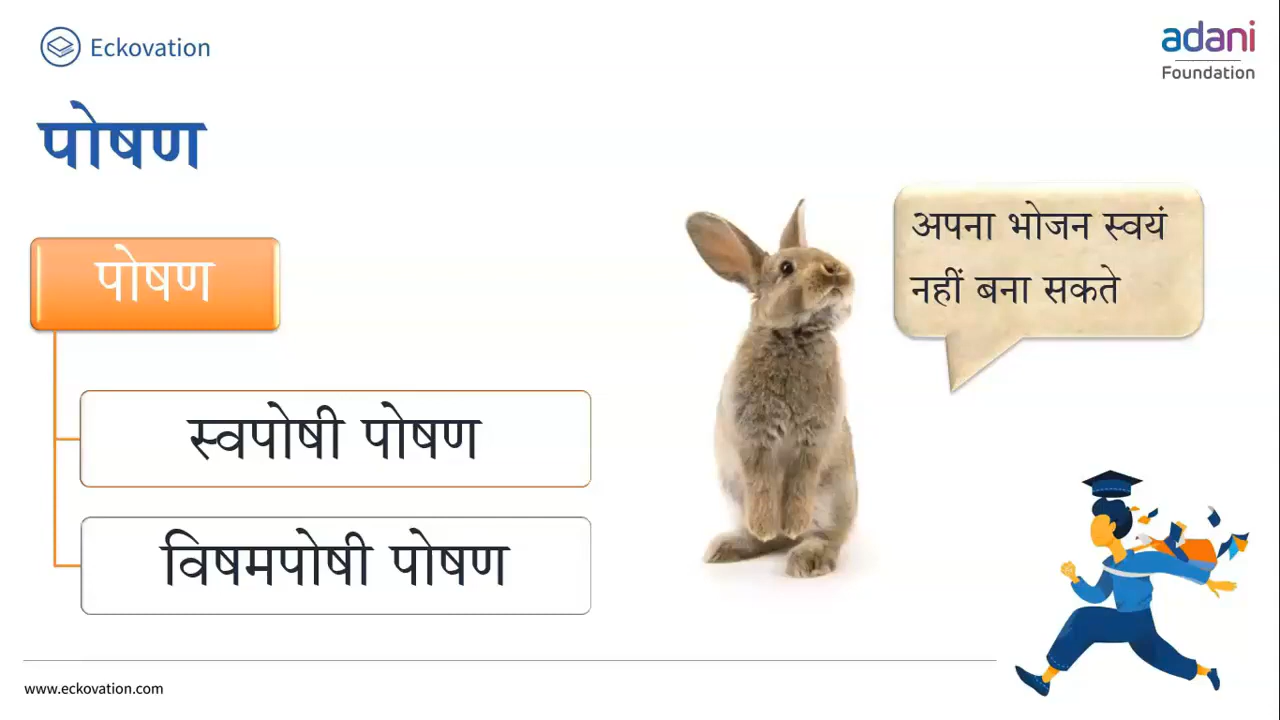 Eckovation
adani
Foundation
पोषण
पोषण
अपना भोजन स्वयं
नहीं बना सकते
स्वपोषी पोषण
विषमपोषी पोषण
www.eckovation.com